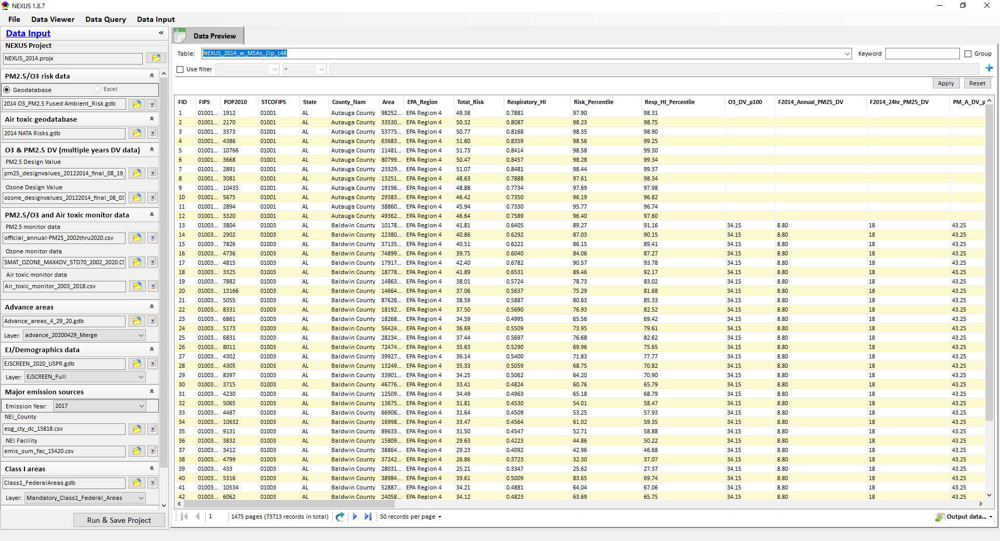 NEXUS 1.8.7
File Data Viewer Data Query Data Input
Data Input «
NEXUS Project
NEXUS_2014.projx
PM2.5/O3 risk data
Geodatabase Excel
2014 O3_PM2.5 Fused Ambient_Risk.gdb
Air toxic geodatabase
2014 NATA Risks.gdb
O3 & PM2.5 DV (multiple years DV data)
PM2.5 Design Value
pm25_designvalues_20122014_final_08_19_
Ozone Design Value
ozone_designvalues_20122014_final_08_03
PM2.5/O3 and Air toxic monitor data
PM2.5 monitor data
official_annual-PM25_2002thru2020.csv
Ozone monitor data
SMAT_OZONE_MAX4DV_STD70_2002_2020.CS
Air toxic monitor data
Air_toxic_monitor_2003_2018.csv
Advance areas
Advance_areas_4_29_20.gdb
Layer: advance_20200429_Merge
EJ/Demographics data
EJSCREEN_2020_USPR.gdb
Layer: EJSCREEN_Full
Major emission sources
Emission Year: 2017
NEI_County
esg_cty_dc_15818.csv
NEI Facility
emis_sum_fac_15420.csv
Class I areas
Class1_FederalAreas.gdb
Layer: Mandatory_Class1_Federal_Areas
Run & Save Project
Data Preview
Table: NEXUS_2014_w_MSAs_Zip_L48 Keyword Group
Use filter =
Apply Reset
FID FIPS POP2010 STCOFIPS State County_Nam Area EPA_Region Total_Risk Respiratory_HI Risk_Percentile Resp_HI_Percentile O3_DV_p100 F2014_Annual_PM25_DV F2014_24hr_PM25_DV PM_A_DV_p
1 01001... 1912 01001 AL Autauga County 98252... EPA Region 4 49.38 0.7881 97.90 98.31
2 01001... 2170 01001 AL Autauga County 33530... EPA Region 4 50.32 0.8087 98.23 98.75
3 01001... 3373 01001 AL Autauga County 53775... EPA Region 4 50.77 0.8168 98.35 98.90
4 01001... 4386 01001 AL Autauga County 63683... EPA Region 4 51.60 0.8359 98.56 99.25
5 01001... 10766 01001 AL Autauga County 11481... EPA Region 4 51.73 0.8414 98.58 99.30
6 01001... 3668 01001 AL Autauga County 80799... EPA Region 4 50.47 0.8457 98.28 99.34
7 01001... 2891 01001 AL Autauga County 23329... EPA Region 4 51.07 0.8481 98.44 99.37
8 01001... 3081 01001 AL Autauga County 13251... EPA Region 4 48.63 0.7888 97.61 98.34
9 01001... 10435 01001 AL Autauga County 19196... EPA Region 4 48.88 0.7734 97.69 97.98
10 01001... 5675 01001 AL Autauga County 29383... EPA Region 4 46.42 0.7350 96.19 96.82
11 01001... 2894 01001 AL Autauga County 38860... EPA Region 4 45.94 0.7330 95.77 96.74
12 01001... 3320 01001 AL Autauga County 49362... EPA Region 4 46.64 0.7589 96.40 97.60
13 01003... 3804 01003 AL Baldwin County 10178... EPA Region 4 41.81 0.6405 89.27 91.16 34.15 8.80 18 43.25
14 01003... 2902 01003 AL Baldwin County 22380... EPA Region 4 40.86 0.6292 87.03 90.15 34.15 8.80 18 43.25
15 01003... 7826 01003 AL Baldwin County 37135... EPA Region 4 40.51 0.6221 86.15 89.41 34.15 8.80 18 43.25
16 01003... 4736 01003 AL Baldwin County 74899... EPA Region 4 39.75 0.6040 84.06 87.27 34.15 8.80 18 43.25
17 01003... 4815 01003 AL Baldwin County 17917... EPA Region 4 42.40 0.6782 90.57 93.78 34.15 8.80 18 43.25
18 01003... 3325 01003 AL Baldwin County 18778... EPA Region 4 41.89 0.6531 89.46 92.17 34.15 8.80 18 43.25
19 01003... 7882 01003 AL Baldwin County 14863... EPA Region 4 38.01 0.5724 78.73 83.02 34.15 8.80 18 43.25
20 01003... 13166 01003 AL Baldwin County 14664... EPA Region 4 37.06 0.5637 75.29 81.68 34.15 8.80 18 43.25
21 01003... 5055 01003 AL Baldwin County 87626... EPA Region 4 38.59 0.5887 80.63 85.33 34.15 8.80 18 43.25
22 01003... 8331 01003 AL Baldwin County 18192... EPA Region 4 37.50 0.5690 76.93 82.52 34.15 8.80 18 43.25
23 01003... 6861 01003 AL Baldwin County 18268... EPA Region 4 34.59 0.4995 65.56 69.42 34.15 8.80 18 43.25
24 01003... 5173 01003 AL Baldwin County 56424... EPA Region 4 36.69 0.5509 73.95 79.61 34.15 8.80 18 43.25
25 01003... 6831 01003 AL Baldwin County 28234... EPA Region 4 37.44 0.5697 76.68 82.62 34.15 8.80 18 43.25
26 01003... 8011 01003 AL Baldwin County 72474... EPA Region 4 35.63 0.5290 69.96 75.65 34.15 8.80 18 43.25
27 01003... 4302 01003 AL Baldwin County 39927... EPA Region 4 36.14 0.5400 71.83 77.77 34.15 8.80 18 43.25
28 01003... 4305 01003 AL Baldwin County 13249... EPA Region 4 35.33 0.5059 68.75 70.82 34.15 8.80 18 43.25
29 01003... 8397 01003 AL Baldwin County 33901... EPA Region 4 34.25 0.5062 64.20 70.90 34.15 8.80 18 43.25
30 01003... 3715 01003 AL Baldwin County 46776... EPA Region 4 33.41 0.4824 60.76 65.79 34.15 8.80 18 43.25
31 01003... 4230 01003 AL Baldwin County 12509... EPA Region 4 34.49 0.4963 65.18 68.79 34.15 8.80 18 43.25
32 01003... 5065 01003 AL Baldwin County 13675... EPA Region 4 31.81 0.4530 54.01 58.47 34.15 8.80 18 43.25
33 01003... 4487 01003 AL Baldwin County 66906... EPA Region 4 31.64 0.4509 53.25 57.93 34.15 8.80 18 43.25
34 01003... 10632 01003 AL Baldwin County 16998... EPA Region 4 33.47 0.4564 61.02 59.35 34.15 8.80 18 43.25
35 01003... 9131 01003 AL Baldwin County 89633... EPA Region 4 31.50 0.4547 52.71 58.88 34.15 8.80 18 43.25
36 01003... 3832 01003 AL Baldwin County 15809... EPA Region 4 29.63 0.4223 44.86 50.22 34.15 8.80 18 43.25
37 01003... 3412 01003 AL Baldwin County 38864... EPA Region 4 29.23 0.4092 42.96 46.68 34.15 8.80 18 43.25
38 01003... 4799 01003 AL Baldwin County 37242... EPA Region 4 26.86 0.3723 32.30 37.07 34.15 8.80 18 43.25
39 01003... 433 01003 AL Baldwin County 28031... EPA Region 4 25.21 0.3347 25.62 27.37 34.15 8.80 18 43.25
40 01003... 5316 01003 AL Baldwin County 38984... EPA Region 4 39.61 0.5009 83.65 69.74 34.15 8.80 18 43.25
41 01003... 10534 01003 AL Baldwin County 52887... EPA Region 4 34.21 0.4881 64.04 67.06 34.15 8.80 18 43.25
42 01003... 6062 01003 AL Baldwin County 24058... EPA Region 4 34.12 0.4823 63.69 65.75 34.15 8.80 18 43.25
1 1475 pages (73713 records in total) 50 records per page Output data...